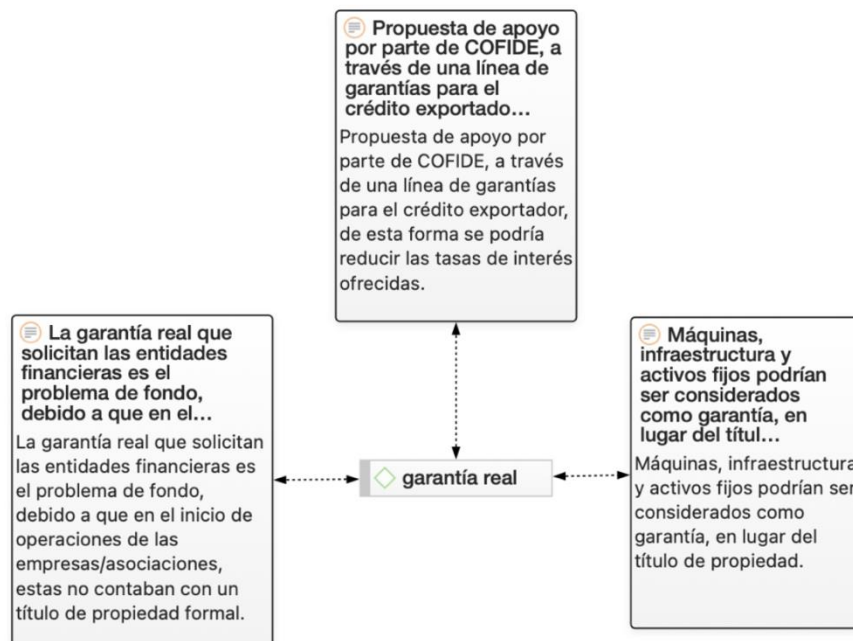 Propuesta de apoyo
por parte de COFIDE, a
través de una línea de
garantías para el
crédito exportado...
Propuesta de apoyo por
parte de COFIDE, a través
de una línea de garantías
para el crédito exportador,
de esta forma se podría
reducir las tasas de interés
ofrecidas.
La garantía real que
solicitan las entidades
financieras es el
problema de fondo,
debido a que en el...
La garantía real que solicitan
las entidades financieras es
el problema de fondo,
debido a que en el inicio de
operaciones de las
empresas/asociaciones,
estas no contaban con un
título de propiedad formal.
garantía real
Máquinas,
infraestructura y
activos fijos podrían
ser considerados
como garantía, en
lugar del títul...
Máquinas, infraestructura
y activos fijos podrían ser
considerados como
garantía, en lugar del
título de propiedad.